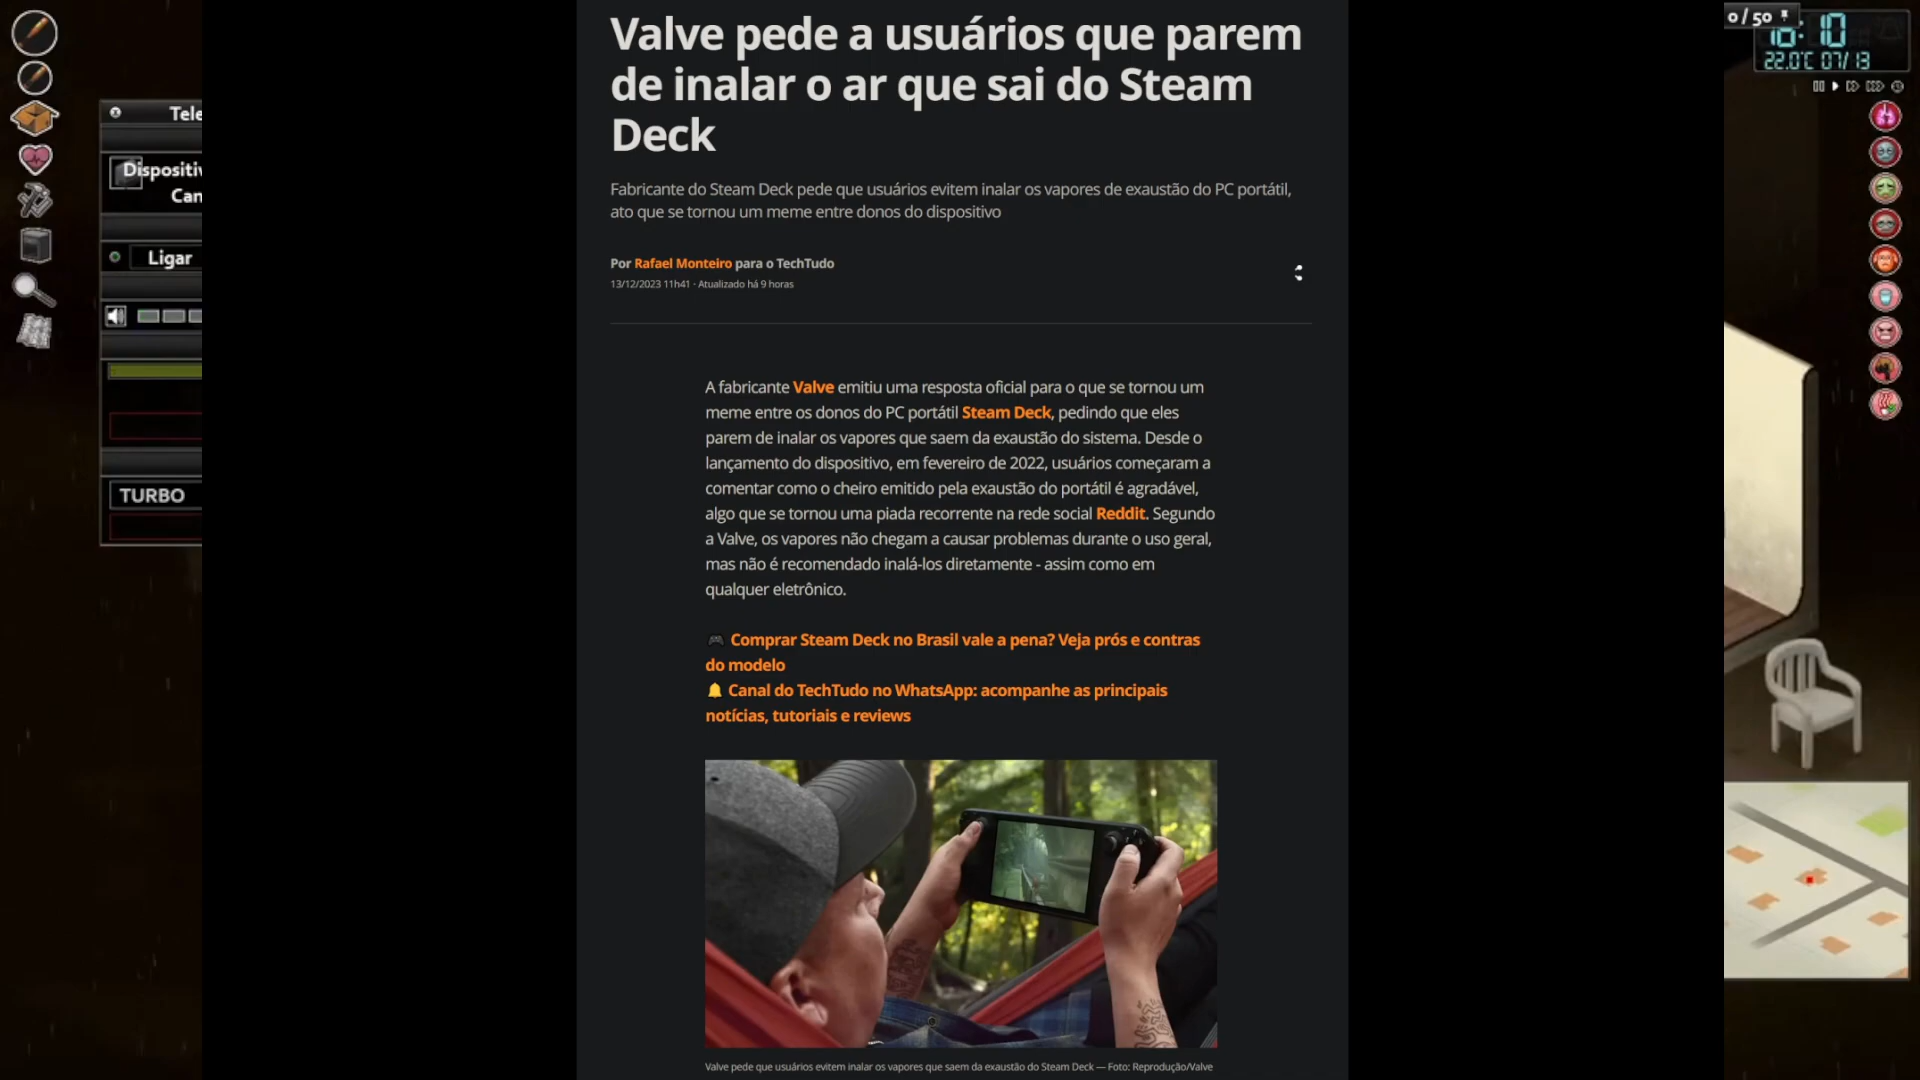 Valve pede a usuários que parem
de inalar o ar que sai do Steam
Deck
Fabricante do Steam Deck pede que usuários evitem inalar os vapores de exaustão do PC portátil,
ato que se tornou um meme entre donos do dispositivo
Por Rafael Monteiro para o TechTudo
13/12/2023 11h41 · Atualizado há 9 horas
A fabricante Valve emitiu uma resposta oficial para o que se tornou um
meme entre os donos do PC portátil Steam Deck, pedindo que eles
parem de inalar os vapores que saem da exaustão do sistema. Desde o
lançamento do dispositivo, em fevereiro de 2022, usuários começaram a
comentar como o cheiro emitido pela exaustão do portátil é agradável,
algo que se tornou uma piada recorrente na rede social Reddit. Segundo
a Valve, os vapores não chegam a causar problemas durante o uso geral,
mas não é recomendado inalá-los diretamente - assim como em
qualquer eletrônico.
🎮 Comprar Steam Deck no Brasil vale a pena? Veja prós e contras
do modelo
🔔 Canal do TechTudo no WhatsApp: acompanhe as principais
notícias, tutoriais e reviews
Valve pede que usuários evitem inalar os vapores que saem da exaustão do Steam Deck — Foto: Reprodução/Valve
Tele
Dispositiv
Can
Ligar
TURBO
0 / 50
:10
22.0°C 07/13